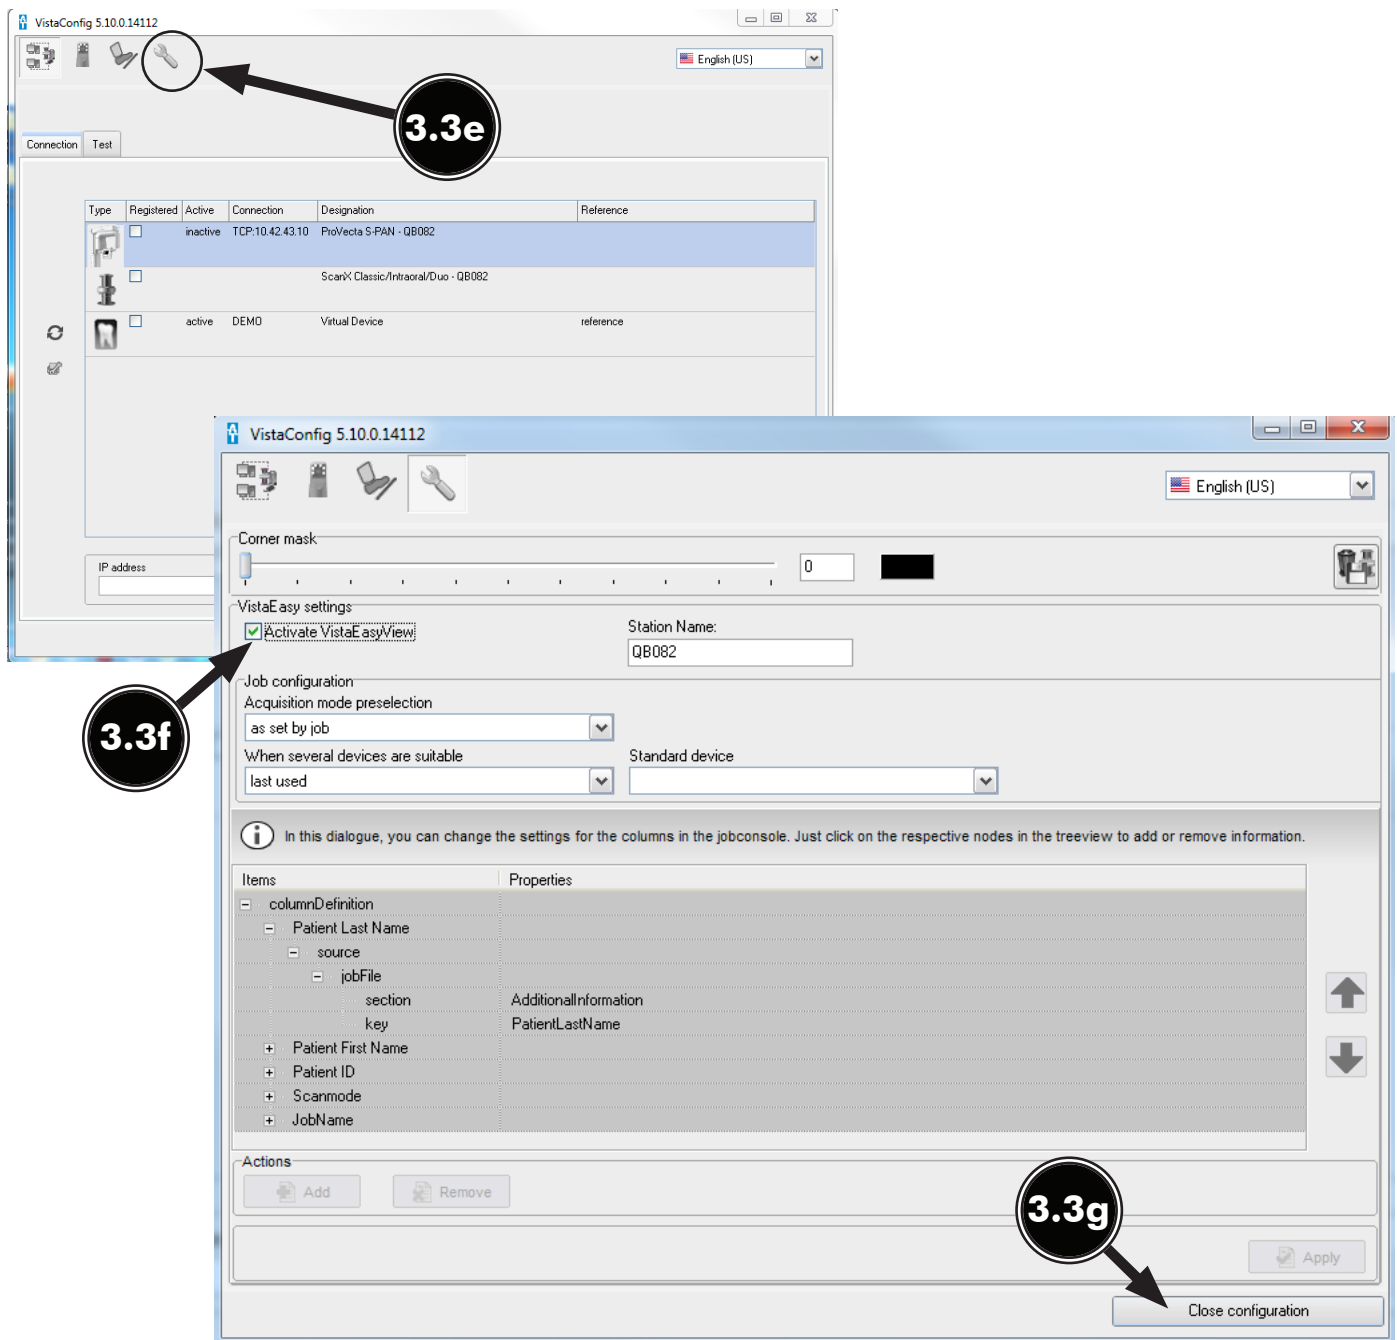 VistaConfig 5.10.0.14112
English (US)
3.3e
Connection Test
Type Registered Active Connection Designation Reference
inactive TCP:10.42.43.10 ProVecta S-PAN - QB082
ScanX Classic/Intraoral/Duo - QB082
active DEMO Virtual Device reference
IP address
VistaConfig 5.10.0.14112
English (US)
Corner mask
0
VistaEasy settings
Activate VistaEasyView
Station Name:
QB082
3.3f
Job configuration
Acquisition mode preselection
as set by job
When several devices are suitable
Standard device
last used
In this dialogue, you can change the settings for the columns in the jobconsole. Just click on the respective nodes in the treeview to add or remove information.
Items Properties
columnDefinition
Patient Last Name
source
jobFile
section AdditionalInformation
key PatientLastName
Patient First Name
Patient ID
Scanmode
JobName
Actions
Add Remove
3.3g
Apply
Close configuration